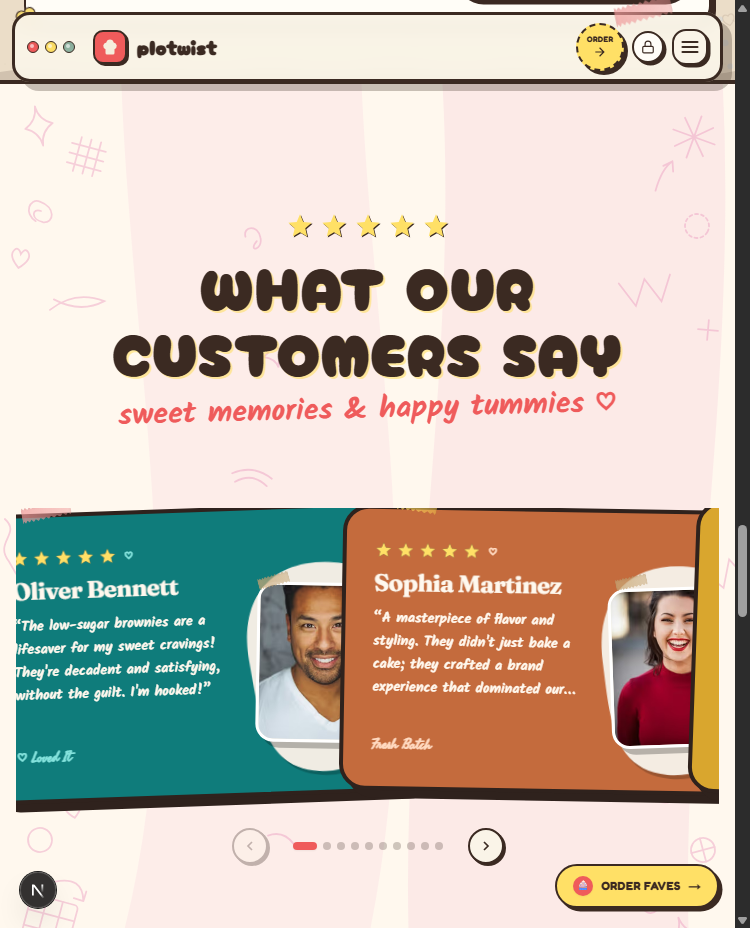 plotwist
ORDER
→
WHAT OUR
CUSTOMERS SAY
sweet memories & happy tummies ♡
Oliver Bennett
“The low-sugar brownies are a
lifesaver for my sweet cravings!
They're decadent and satisfying,
without the guilt. I'm hooked!”
♡ Loved It
Sophia Martinez
“A masterpiece of flavor and
styling. They didn't just bake a
cake; they crafted a brand
experience that dominated our...
Fresh Batch
N
ORDER FAVES →